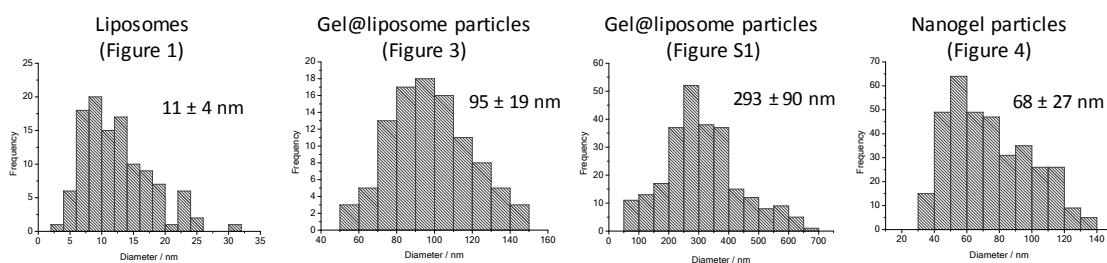 Liposomes
(Figure 1)
25
20
15
10
5
0
Frequency
11 ± 4 nm
0 5 10 15 20 25 30 35
Diameter / nm
Gel@liposome particles
(Figure 3)
20
18
16
14
12
10
8
6
4
2
0
Frequency
95 ± 19 nm
40 60 80 100 120 140 160
Diameter / nm
Gel@liposome particles
(Figure S1)
60
50
40
30
20
10
0
Frequency
293 ± 90 nm
0 100 200 300 400 500 600 700
Diameter / nm
Nanogel particles
(Figure 4)
70
60
50
40
30
20
10
0
Frequency
68 ± 27 nm
20 40 60 80 100 120 140
Diameter / nm